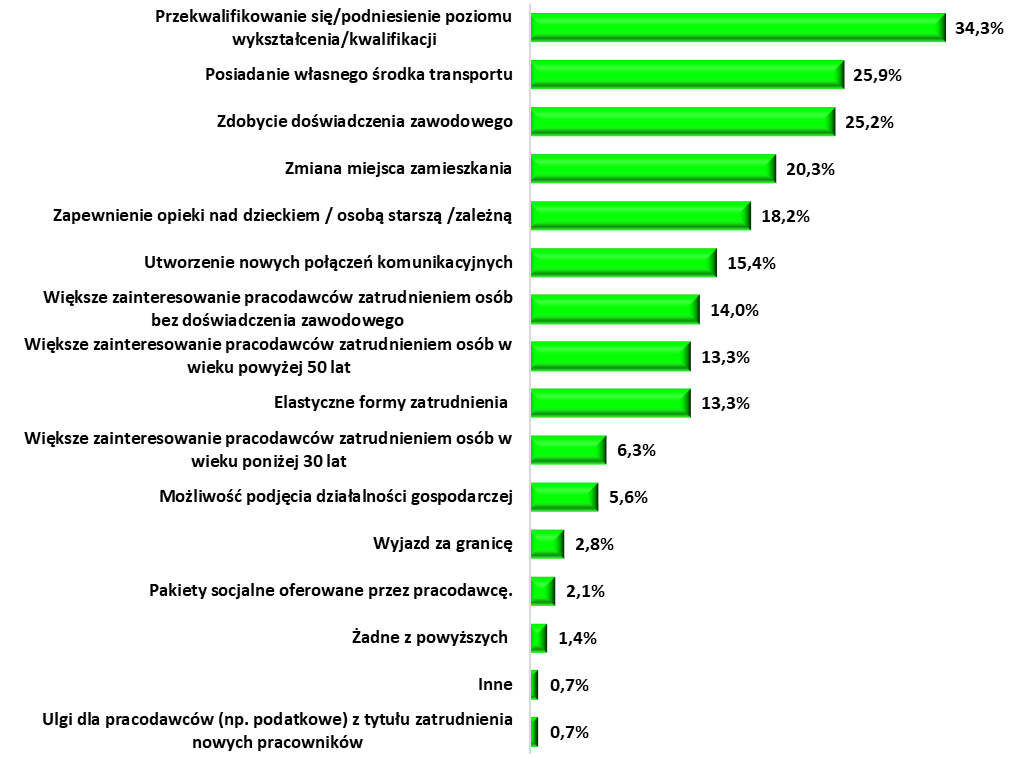 Przekwalifikowanie się/podniesienie poziomu
wykształcenia/kwalifikacji
34,3%
Posiadanie własnego środka transportu
25,9%
Zdobycie doświadczenia zawodowego
25,2%
Zmiana miejsca zamieszkania
20,3%
Zapewnienie opieki nad dzieckiem / osobą starszą /zależną
18,2%
Utworzenie nowych połączeń komunikacyjnych
15,4%
Większe zainteresowanie pracodawców zatrudnieniem osób
bez doświadczenia zawodowego
14,0%
Większe zainteresowanie pracodawców zatrudnieniem osób w
wieku powyżej 50 lat
13,3%
Elastyczne formy zatrudnienia
13,3%
Większe zainteresowanie pracodawców zatrudnieniem osób w
wieku poniżej 30 lat
6,3%
Możliwość podjęcia działalności gospodarczej
5,6%
Wyjazd za granicę
2,8%
Pakiety socjalne oferowane przez pracodawcę.
2,1%
Żadne z powyższych
1,4%
Inne
0,7%
Ulgi dla pracodawców (np. podatkowe) z tytułu zatrudnienia
nowych pracowników
0,7%